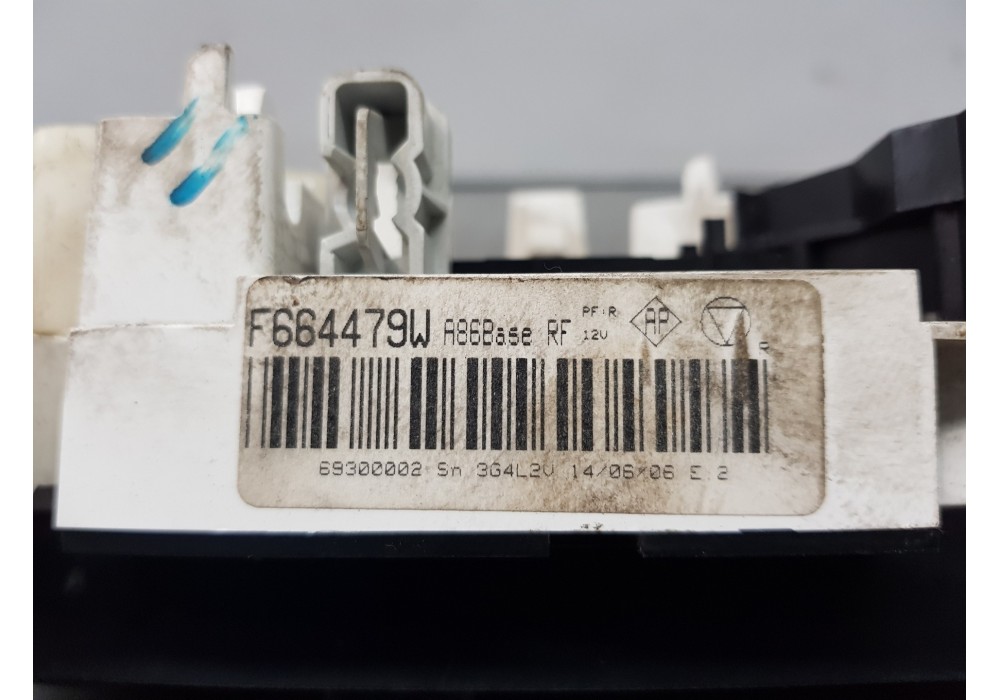 F664479W A86Base RF PF-R 12V AP
R
69300002 Sn 3G4L2V 14/06/06 E 2